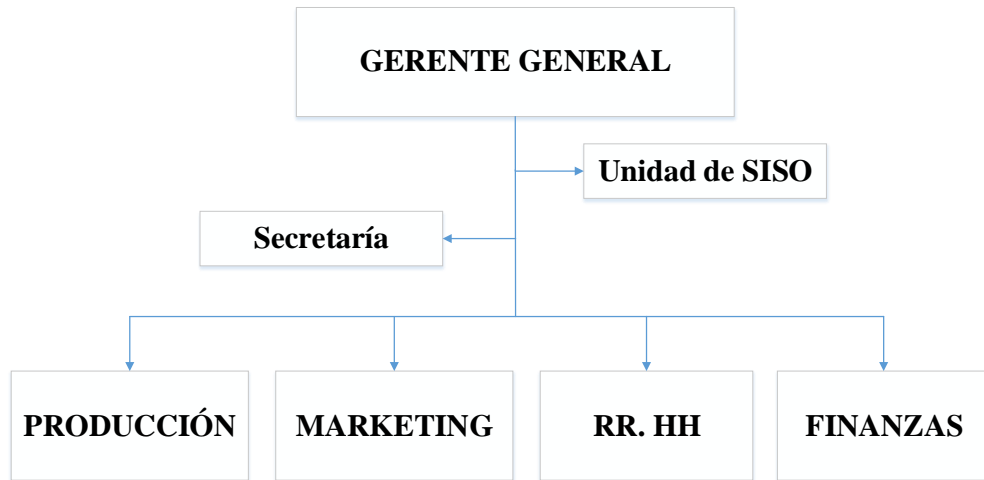 GERENTE GENERAL
Unidad de SISO
Secretaría
PRODUCCIÓN
MARKETING
RR. HH
FINANZAS